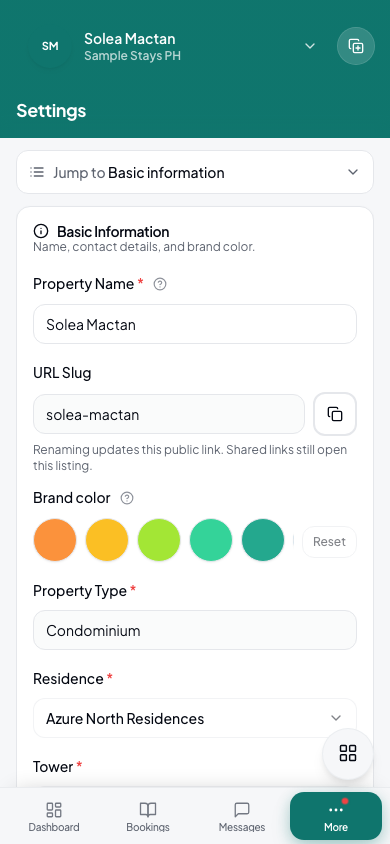 SM
Solea Mactan
Sample Stays PH
Settings
Jump to Basic information
Basic Information
Name, contact details, and brand color.
Property Name *
Solea Mactan
URL Slug
solea-mactan
Renaming updates this public link. Shared links still open
this listing.
Brand color
Reset
Property Type *
Condominium
Residence *
Azure North Residences
Tower *
Dashboard
Bookings
Messages
More